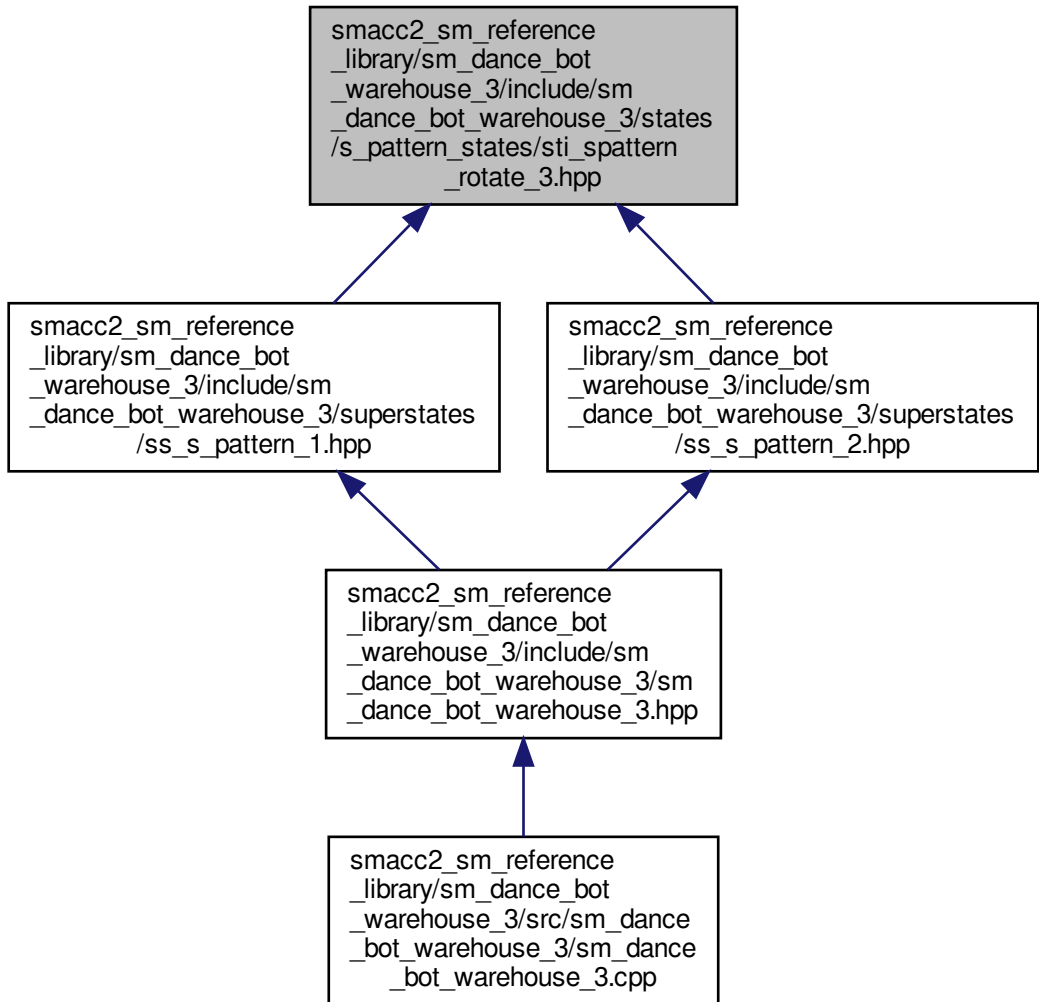 smacc2_sm_reference
_library/sm_dance_bot
_warehouse_3/include/sm
_dance_bot_warehouse_3/states
/s_pattern_states/sti_spattern
_rotate_3.hpp
smacc2_sm_reference
_library/sm_dance_bot
_warehouse_3/include/sm
_dance_bot_warehouse_3/superstates
/ss_s_pattern_1.hpp
smacc2_sm_reference
_library/sm_dance_bot
_warehouse_3/include/sm
_dance_bot_warehouse_3/superstates
/ss_s_pattern_2.hpp
smacc2_sm_reference
_library/sm_dance_bot
_warehouse_3/include/sm
_dance_bot_warehouse_3/sm
_dance_bot_warehouse_3.hpp
smacc2_sm_reference
_library/sm_dance_bot
_warehouse_3/src/sm_dance
_bot_warehouse_3/sm_dance
_bot_warehouse_3.cpp